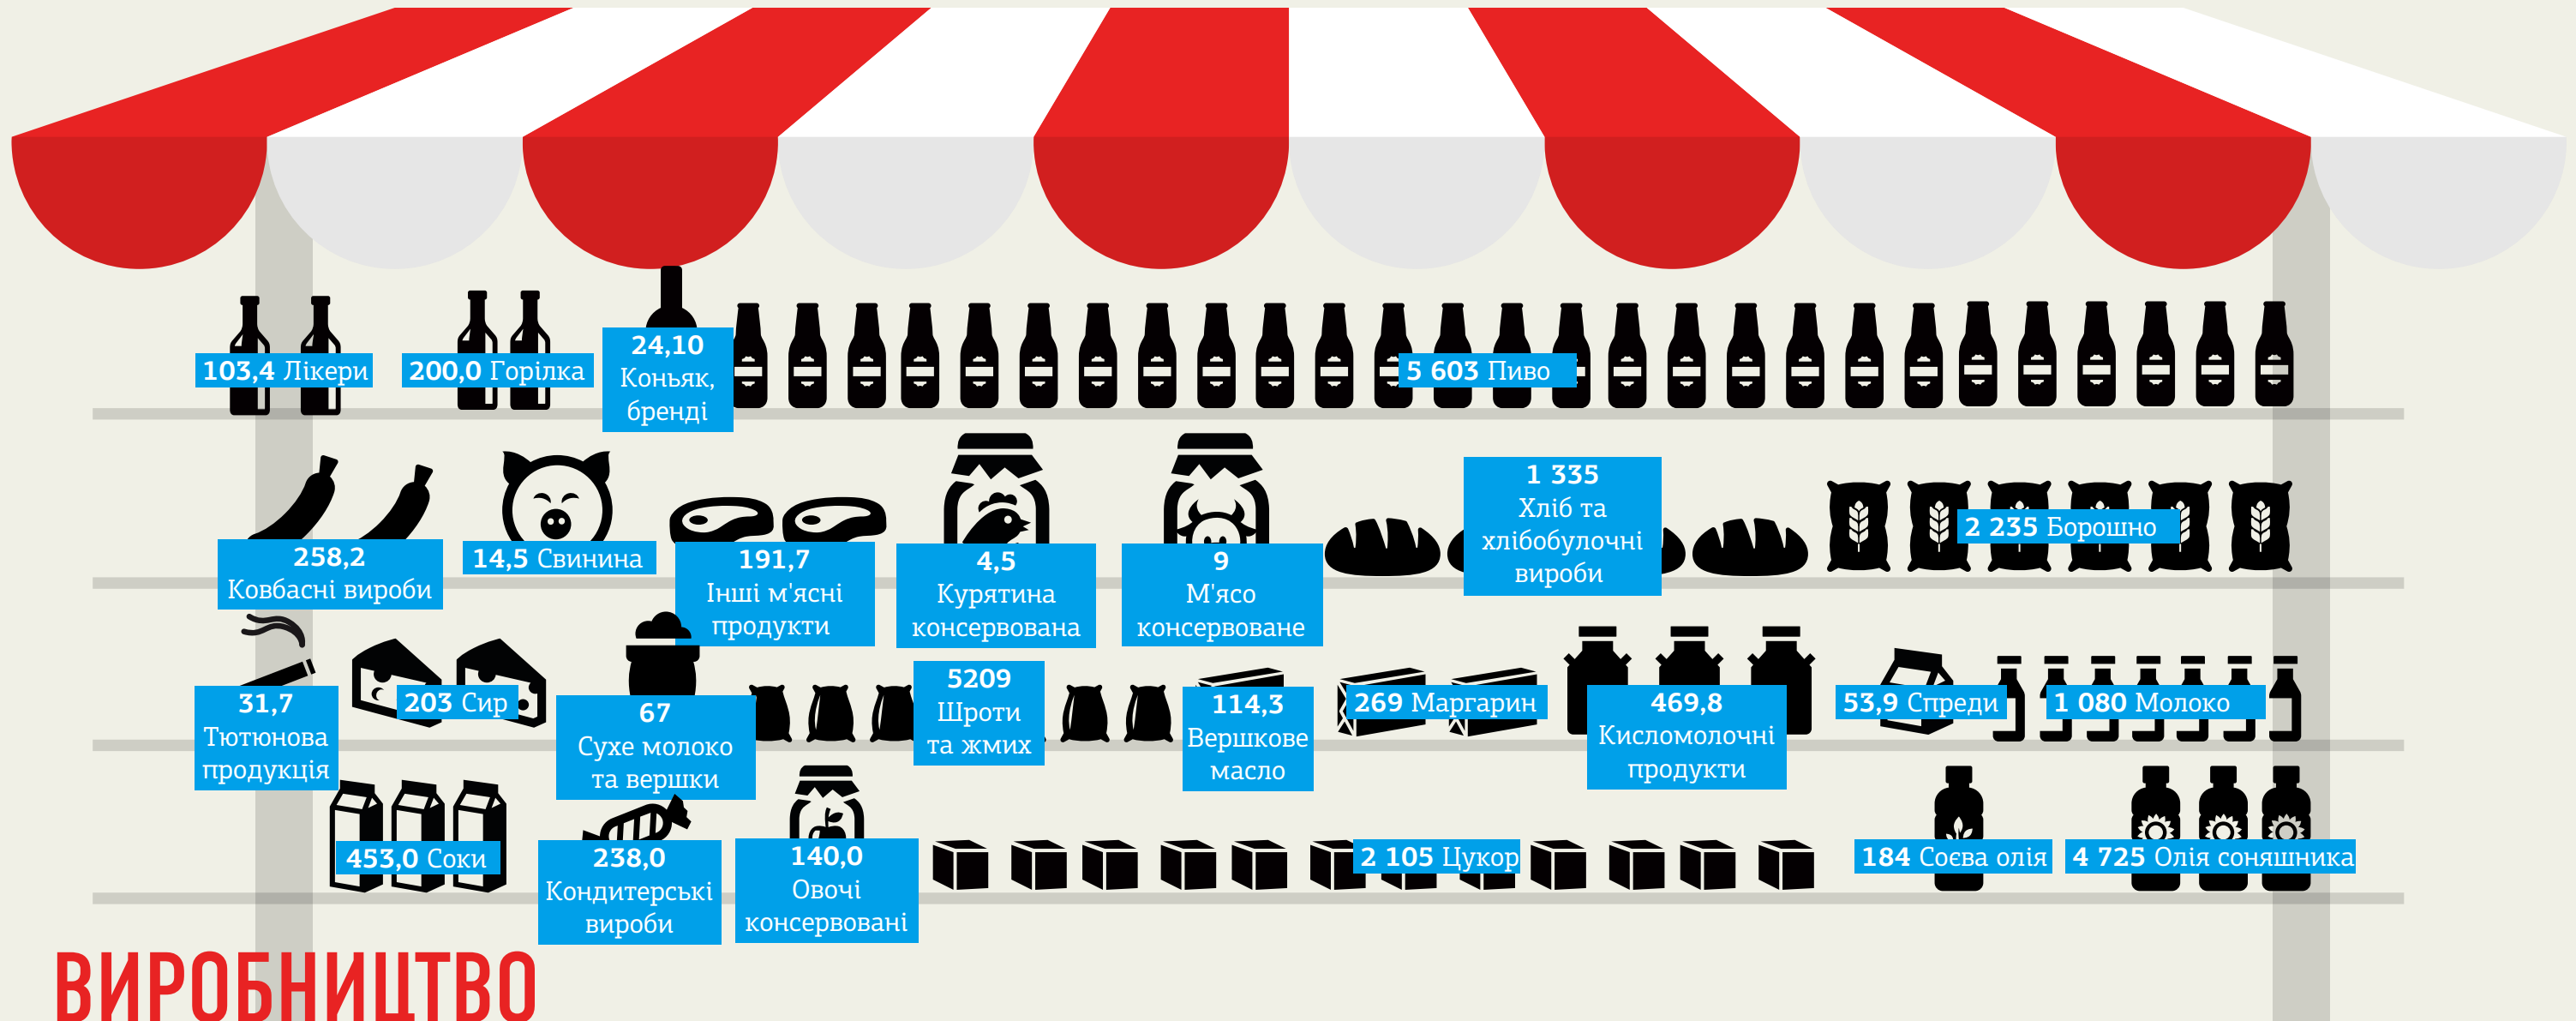 103,4 Лікери
200,0 Горілка
24,10
Коньяк,
бренді
5 603 Пиво
258,2
Ковбасні вироби
14,5 Свинина
191,7
Інші м'ясні
продукти
4,5
Курятина
консервована
9
М'ясо
консервоване
1 335
Хліб та
хлібобулочні
вироби
2 235 Борошно
31,7
Тютюнова
продукція
203 Сир
67
Сухе молоко
та вершки
5209
Шроти
та жмих
114,3
Вершкове
масло
269 Маргарин
469,8
Кисломолочні
продукти
53,9 Спреди
1 080 Молоко
453,0 Соки
238,0
Кондитерські
вироби
140,0
Овочі
консервовані
2 105 Цукор
184 Соєва олія
4 725 Олія соняшника
ВИРОБНИЦТВО